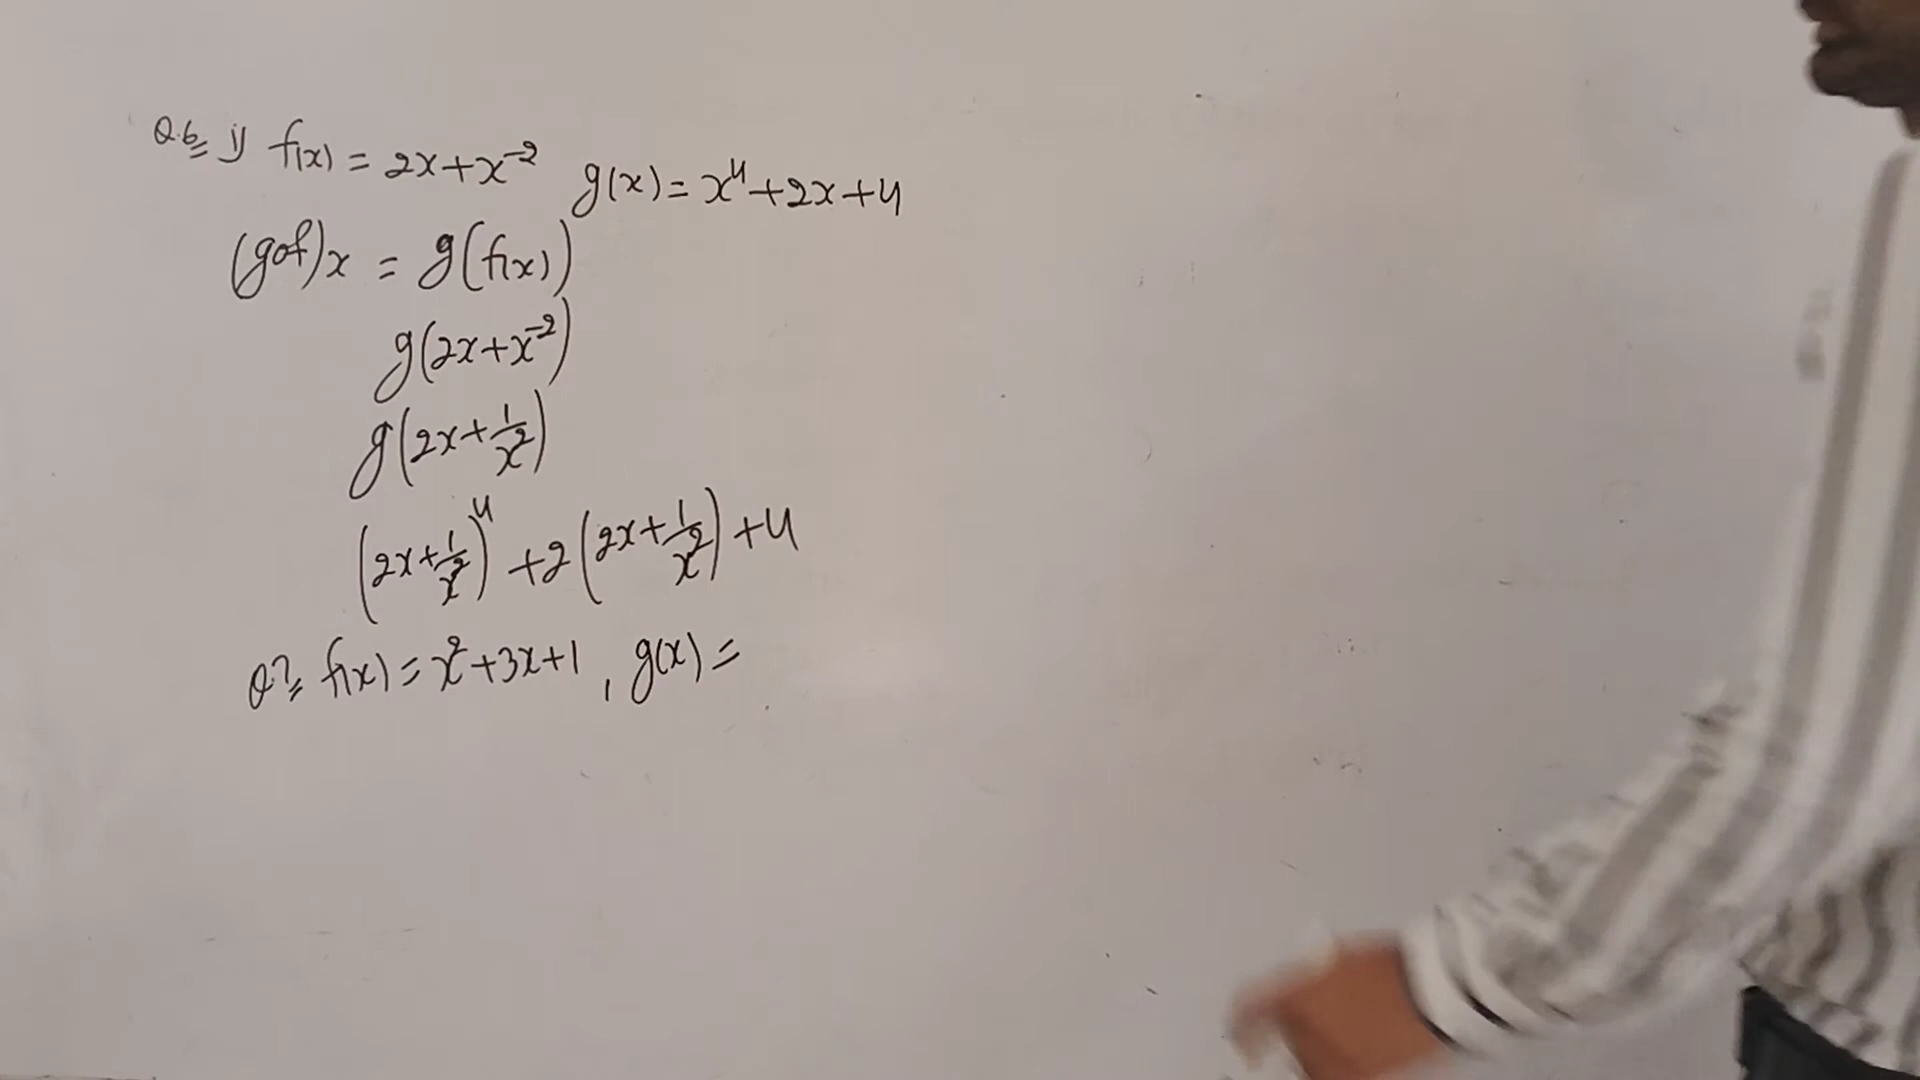 Q.6= i) f(x) = 2x+x⁻² g(x) = x⁴+2x+4
(gof)x = g(f(x))
g(2x+x⁻²)
g(2x+1/x²)
(2x+1/x²)⁴ +2(2x+1/x²)+4
Q7= f(x) = x²+3x+1, g(x) =